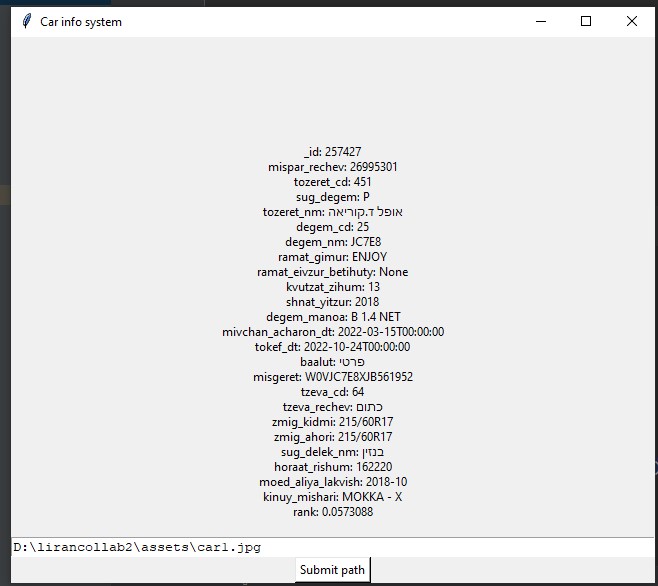 Car info system
_id: 257427
mispar_rechev: 26995301
tozeret_cd: 451
sug_degem: P
tozeret_nm: אופל ד.קוריאה
degem_cd: 25
degem_nm: JC7E8
ramat_gimur: ENJOY
ramat_eivzur_betihuty: None
kvutzat_zihum: 13
shnat_yitzur: 2018
degem_manoa: B 1.4 NET
mivchan_acharon_dt: 2022-03-15T00:00:00
tokef_dt: 2022-10-24T00:00:00
baalut: פרטי
misgeret: W0VJC7E8XJB561952
tzeva_cd: 64
tzeva_rechev: כתום
zmig_kidmi: 215/60R17
zmig_ahori: 215/60R17
sug_delek_nm: בנזין
horaat_rishum: 162220
moed_aliya_lakvish: 2018-10
kinuy_mishari: MOKKA - X
rank: 0.0573088
D:\lirancollab2\assets\car1.jpg
Submit path